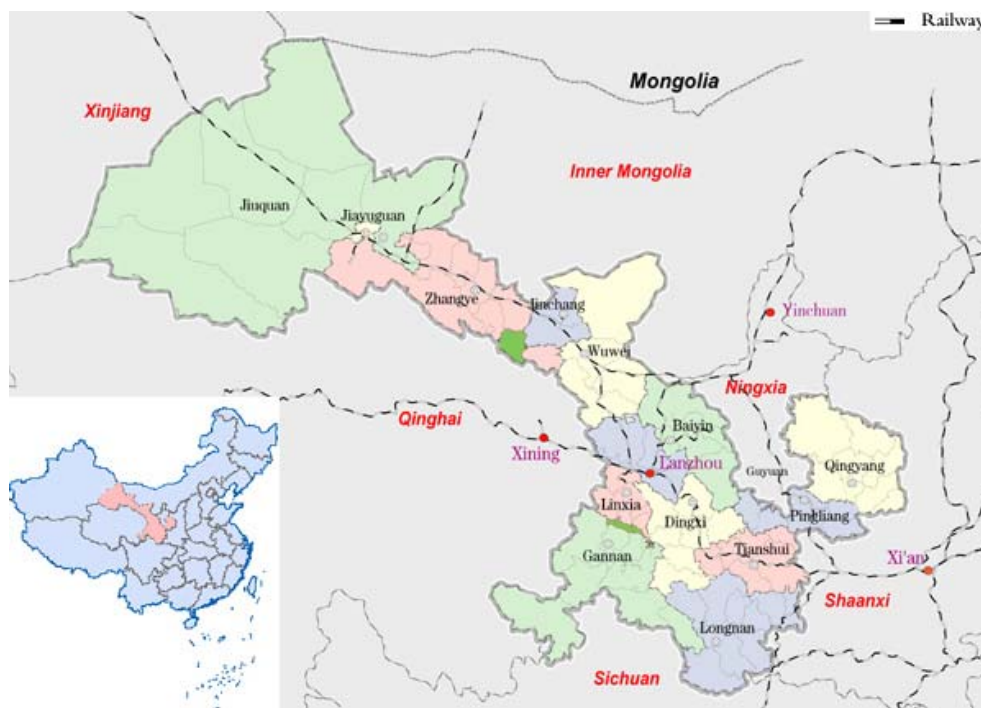 Railway
Mongolia
Xinjiang
Inner Mongolia
Jiuquan
Jiayuguan
Zhangye
Jinchang
Yinchuan
Wuwei
Ningxia
Qinghai
Baiyin
Xining
Lanzhou
Guyuan
Qingyang
Linxia
Dingxi
Pingliang
Gannan
Tianshui
Xi'an
Shaanxi
Longnan
Sichuan